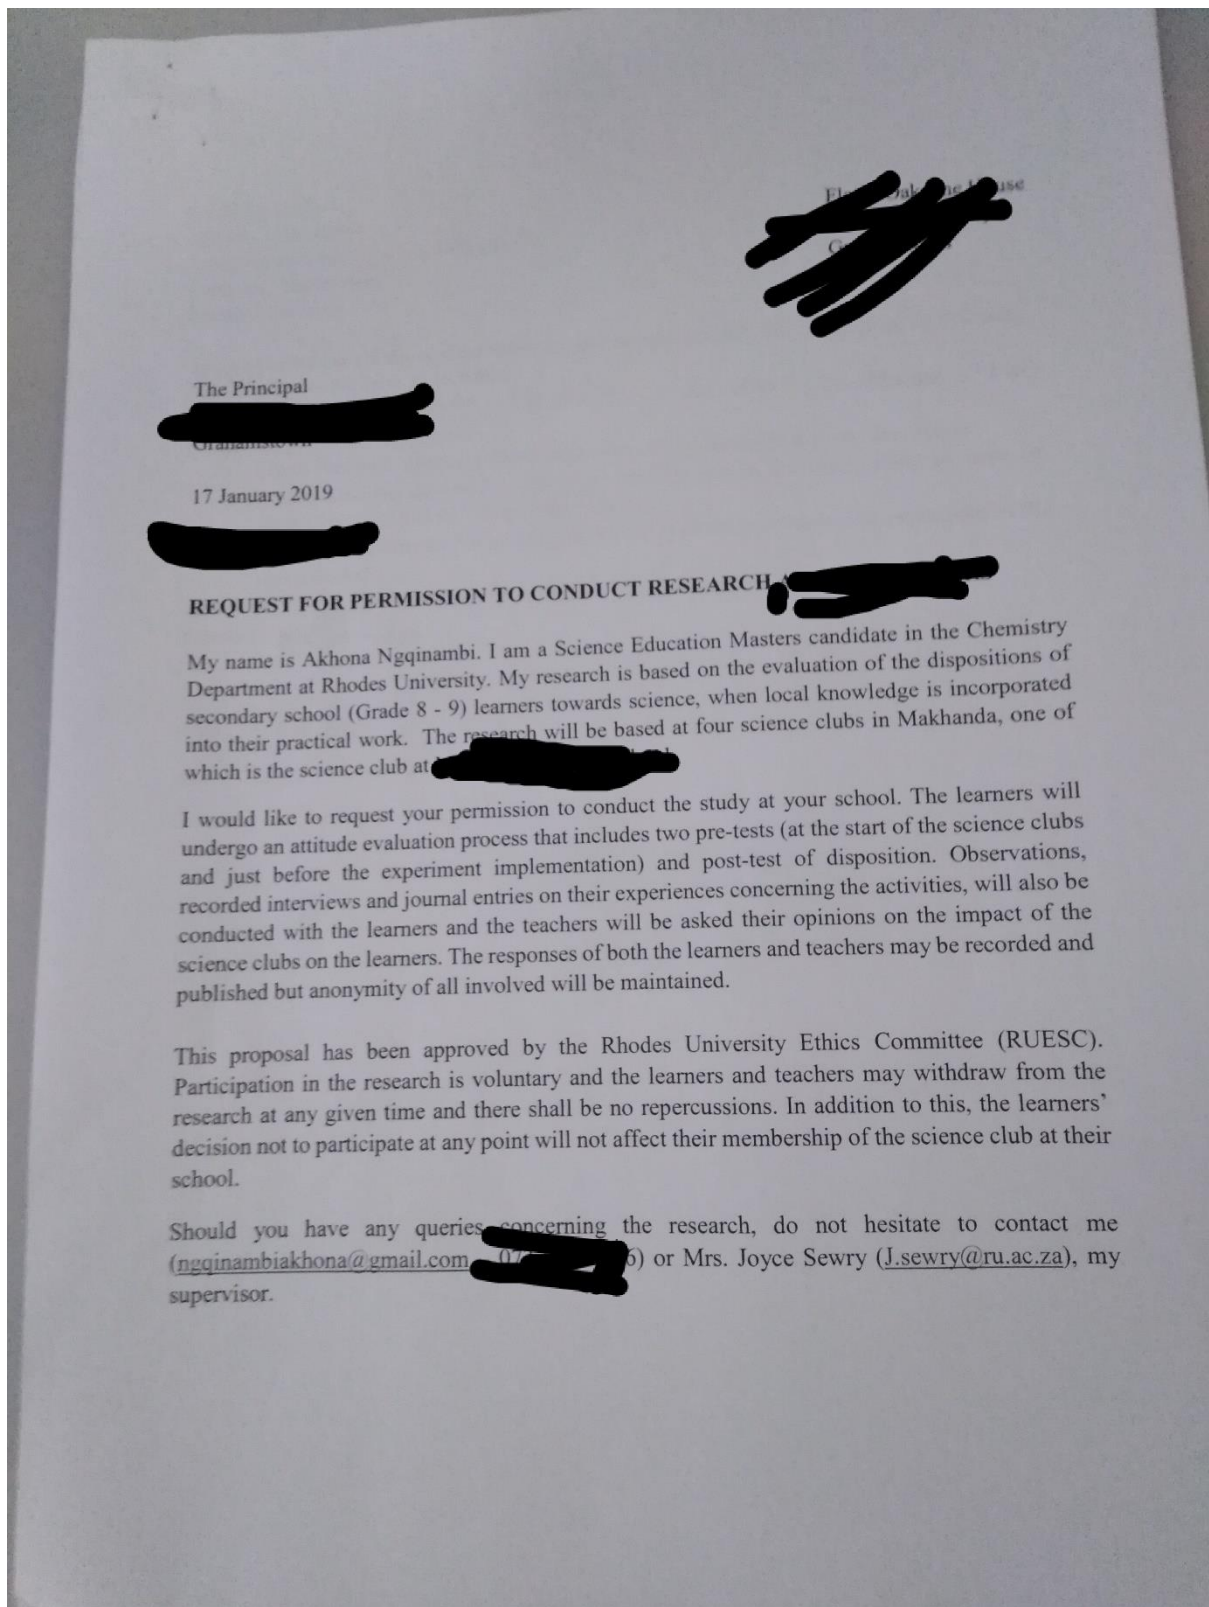 The Principal
17 January 2019
REQUEST FOR PERMISSION TO CONDUCT RESEARCH
My name is Akhona Ngqinambi. I am a Science Education Masters candidate in the Chemistry
Department at Rhodes University. My research is based on the evaluation of the dispositions of
secondary school (Grade 8 - 9) learners towards science, when local knowledge is incorporated
into their practical work. The research will be based at four science clubs in Makhanda, one of
which is the science club at
I would like to request your permission to conduct the study at your school. The learners will
undergo an attitude evaluation process that includes two pre-tests (at the start of the science clubs
and just before the experiment implementation) and post-test of disposition. Observations,
recorded interviews and journal entries on their experiences concerning the activities, will also be
conducted with the learners and the teachers will be asked their opinions on the impact of the
science clubs on the learners. The responses of both the learners and teachers may be recorded and
published but anonymity of all involved will be maintained.
This proposal has been approved by the Rhodes University Ethics Committee (RUESC).
Participation in the research is voluntary and the learners and teachers may withdraw from the
research at any given time and there shall be no repercussions. In addition to this, the learners’
decision not to participate at any point will not affect their membership of the science club at their
school.
Should you have any queries concerning the research, do not hesitate to contact me
(ngqinambiakhona@gmail.com 6) or Mrs. Joyce Sewry (J.sewry@ru.ac.za), my
supervisor.